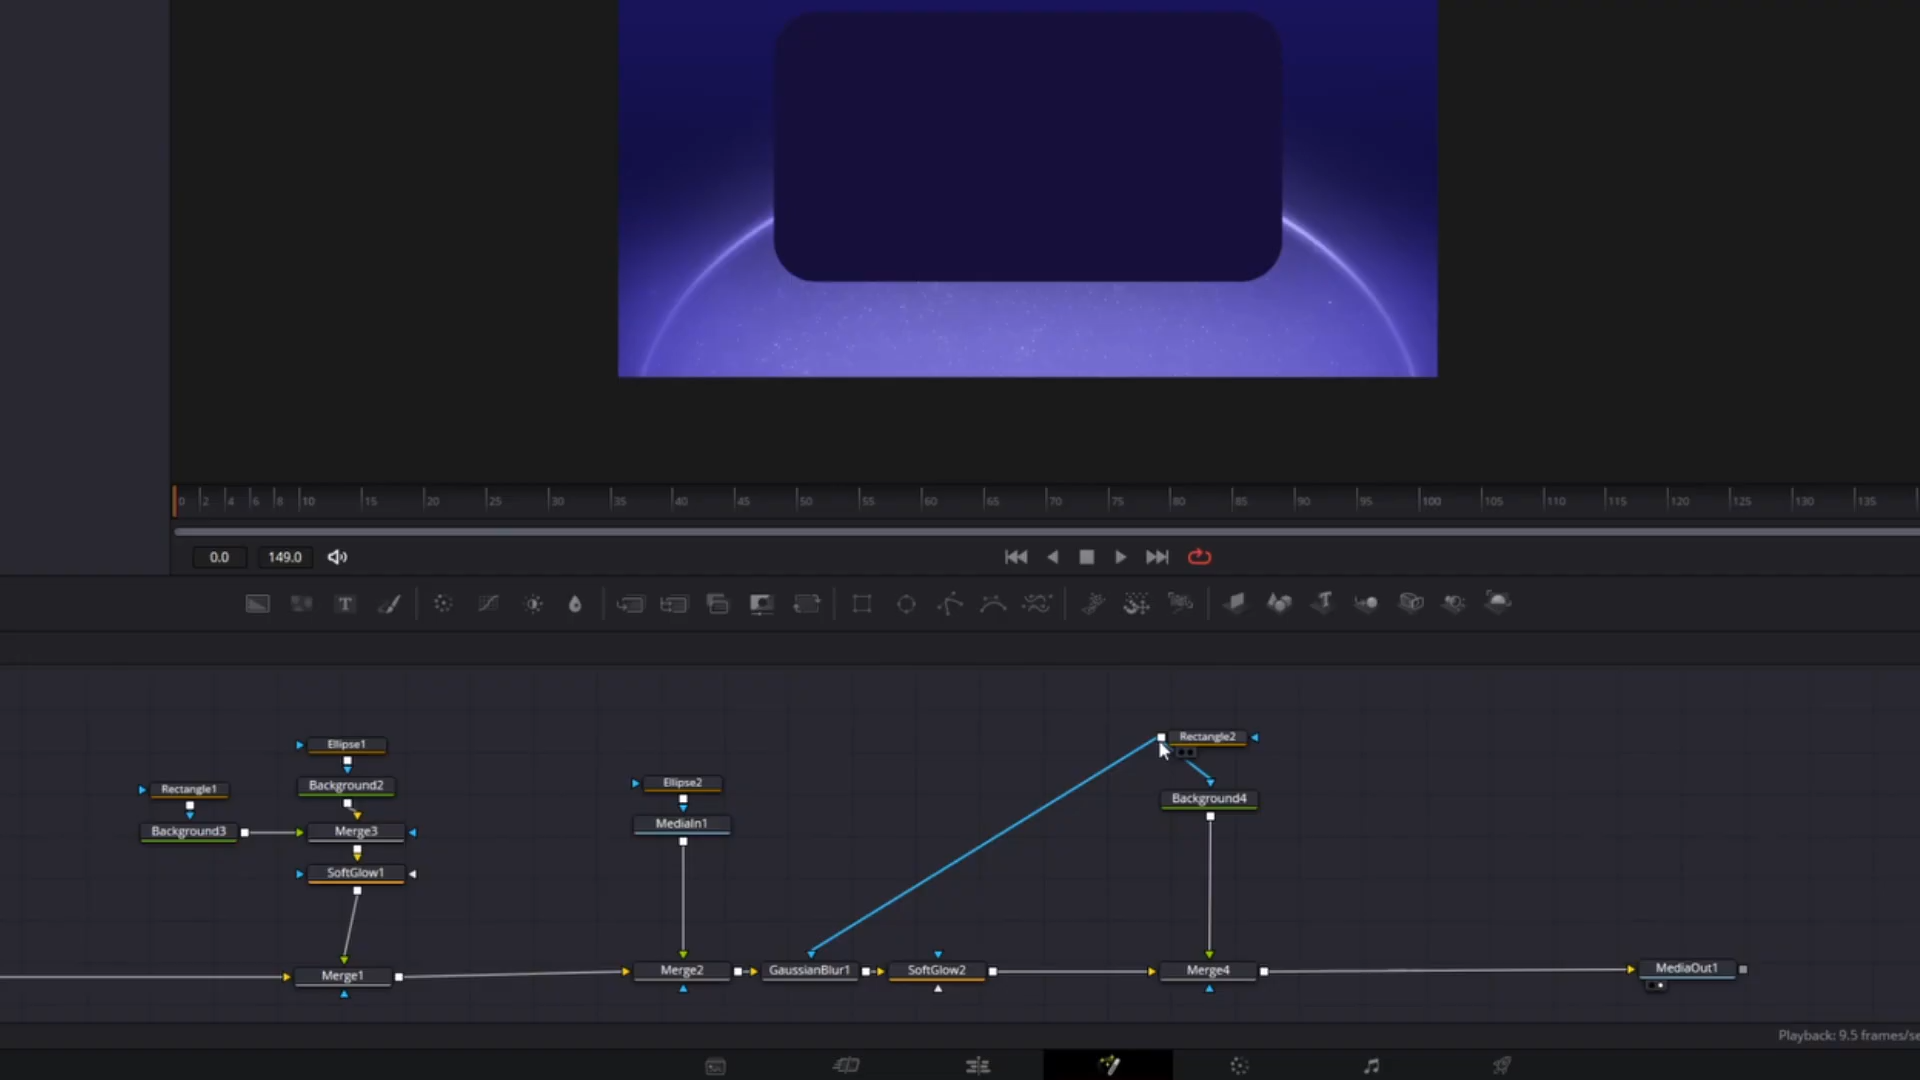 0 2 4 6 8 10 15 20 25 30 35 40 45 50 55 60 65 70 75 80 85 90 95 100 105 110 115 120 125 130 135
0.0 149.0
T
Ellipse1
Rectangle2
Rectangle1
Background2
Ellipse2
Background4
Background3
Merge3
MediaIn1
SoftGlow1
Merge1
Merge2
GaussianBlur1
SoftGlow2
Merge4
MediaOut1
Playback: 9.5 frames/se